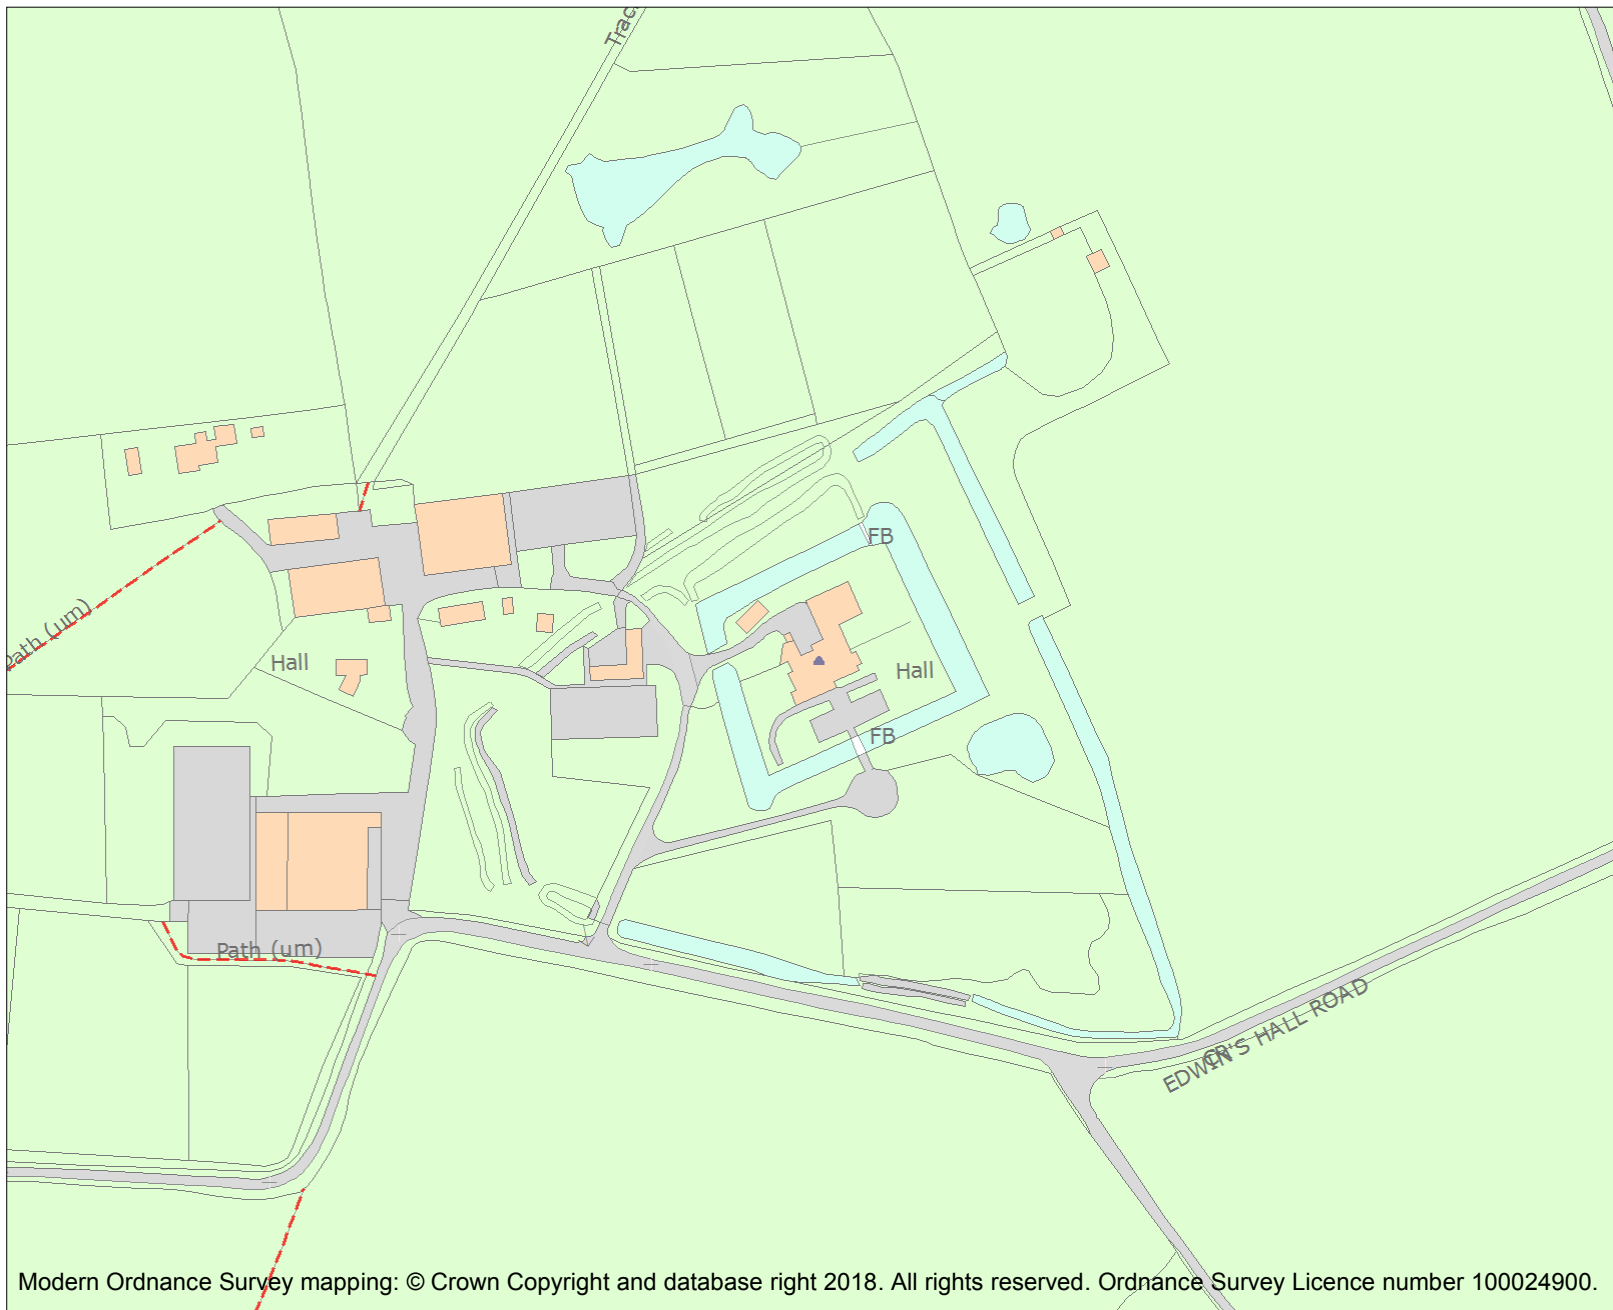 Trac
FB
Path (um)
Hall
Hall
FB
Path (um)
EDWIN'S HALL ROAD
CR
Modern Ordnance Survey mapping: © Crown Copyright and database right 2018. All rights reserved. Ordnance Survey Licence number 100024900.